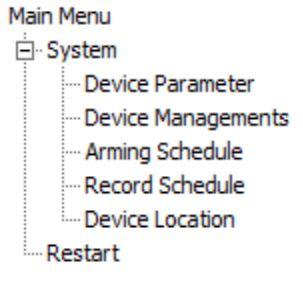 Main Menu
System
Device Parameter
Device Managements
Arming Schedule
Record Schedule
Device Location
Restart